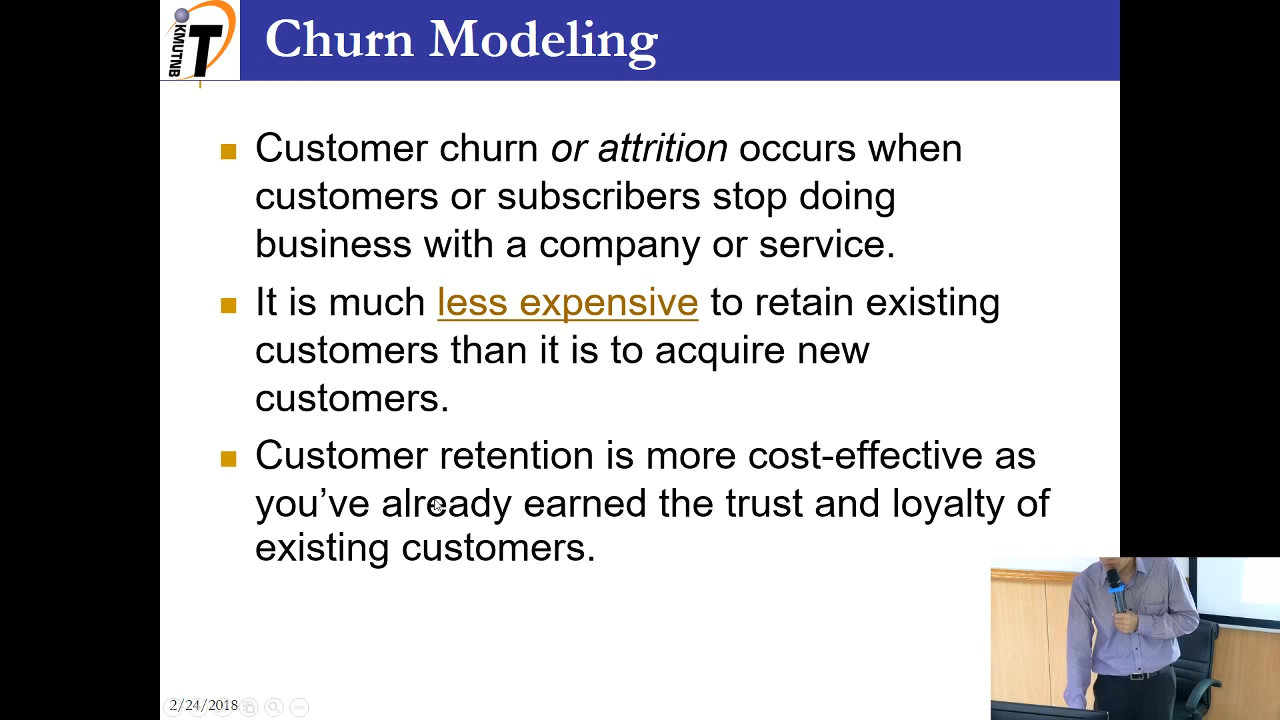 KMUTNB
IT
Churn Modeling
Customer churn or attrition occurs when
customers or subscribers stop doing
business with a company or service.
It is much less expensive to retain existing
customers than it is to acquire new
customers.
Customer retention is more cost-effective as
you’ve already earned the trust and loyalty of
existing customers.
2/24/2018